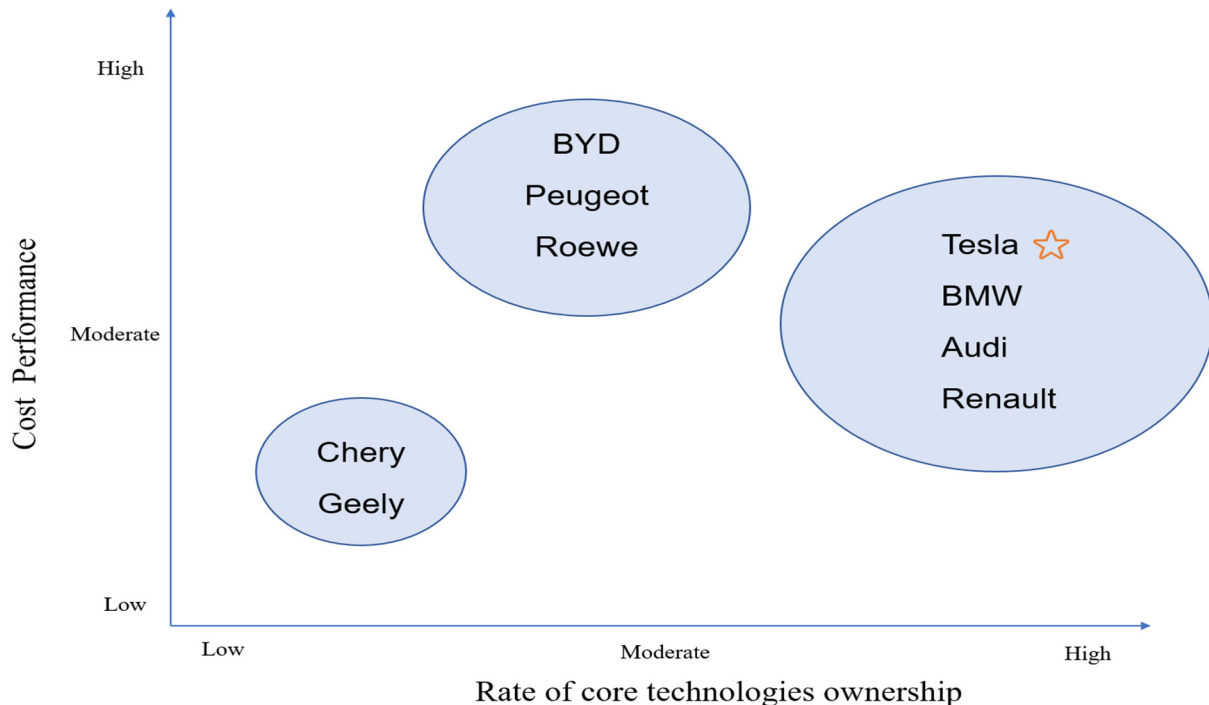 High
BYD
Peugeot
Roewe
Tesla
BMW
Audi
Renault
Moderate
Cost Performance
Chery
Geely
Low
Low
Moderate
High
Rate of core technologies ownership